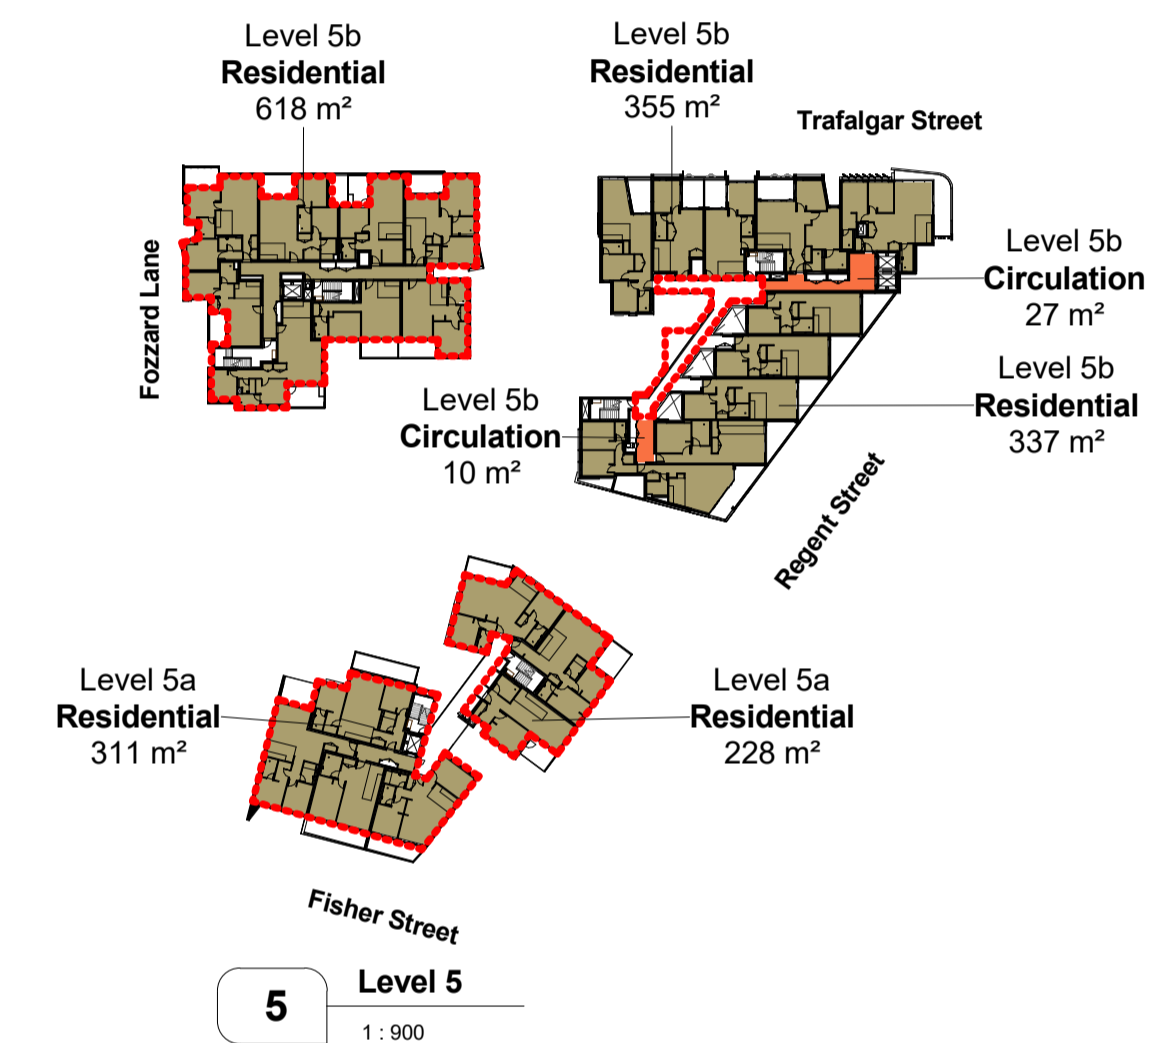 Level 5b
Residential
618 m²
Level 5b
Residential
355 m²
Trafalgar Street
Fozzard Lane
Level 5b
Circulation
27 m²
Level 5b
Residential
337 m²
Level 5b
Circulation
10 m²
Regent Street
Level 5a
Residential
311 m²
Level 5a
Residential
228 m²
Fisher Street
5
Level 5
1 : 900